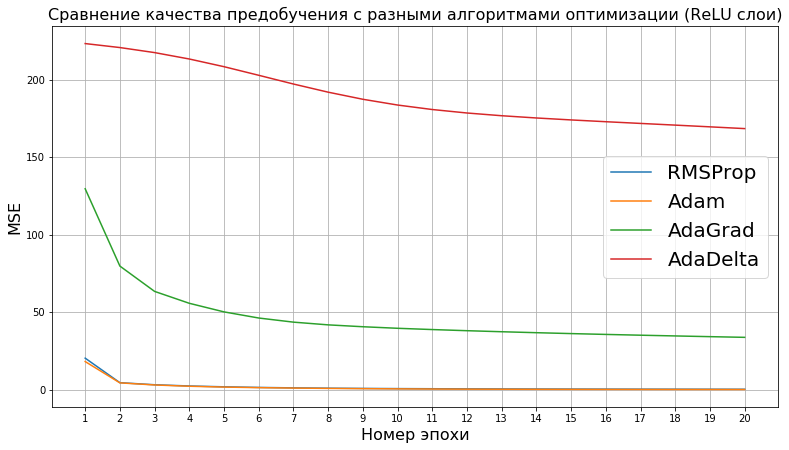 Сравнение качества предобучения с разными алгоритмами оптимизации (ReLU слои)
MSE
200
150
100
50
0
RMSProp
Adam
AdaGrad
AdaDelta
1 2 3 4 5 6 7 8 9 10 11 12 13 14 15 16 17 18 19 20
Номер эпохи